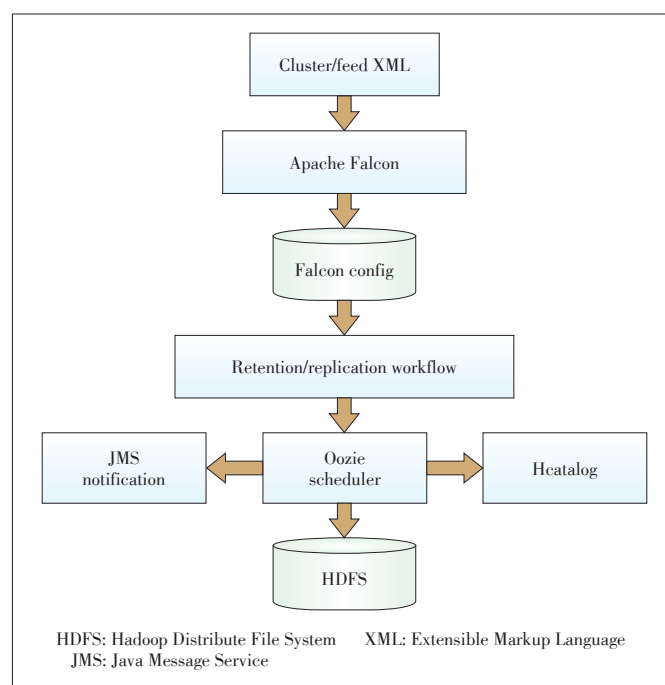 Cluster/feed XML
Apache Falcon
Falcon config
Retention/replication workflow
JMS
notification
Oozie
scheduler
Hcatalog
HDFS
HDFS: Hadoop Distribute File System XML: Extensible Markup Language
JMS: Java Message Service